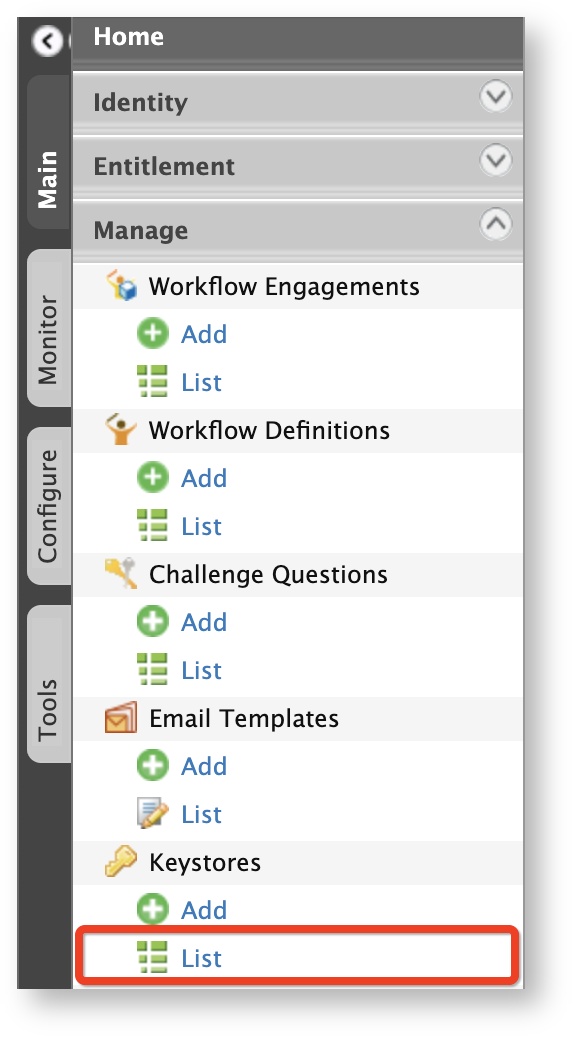 Home
Identity
Entitlement
Manage
Workflow Engagements
Add
List
Workflow Definitions
Add
List
Challenge Questions
Add
List
Email Templates
Add
List
Keystores
Add
List
Main
Monitor
Configure
Tools